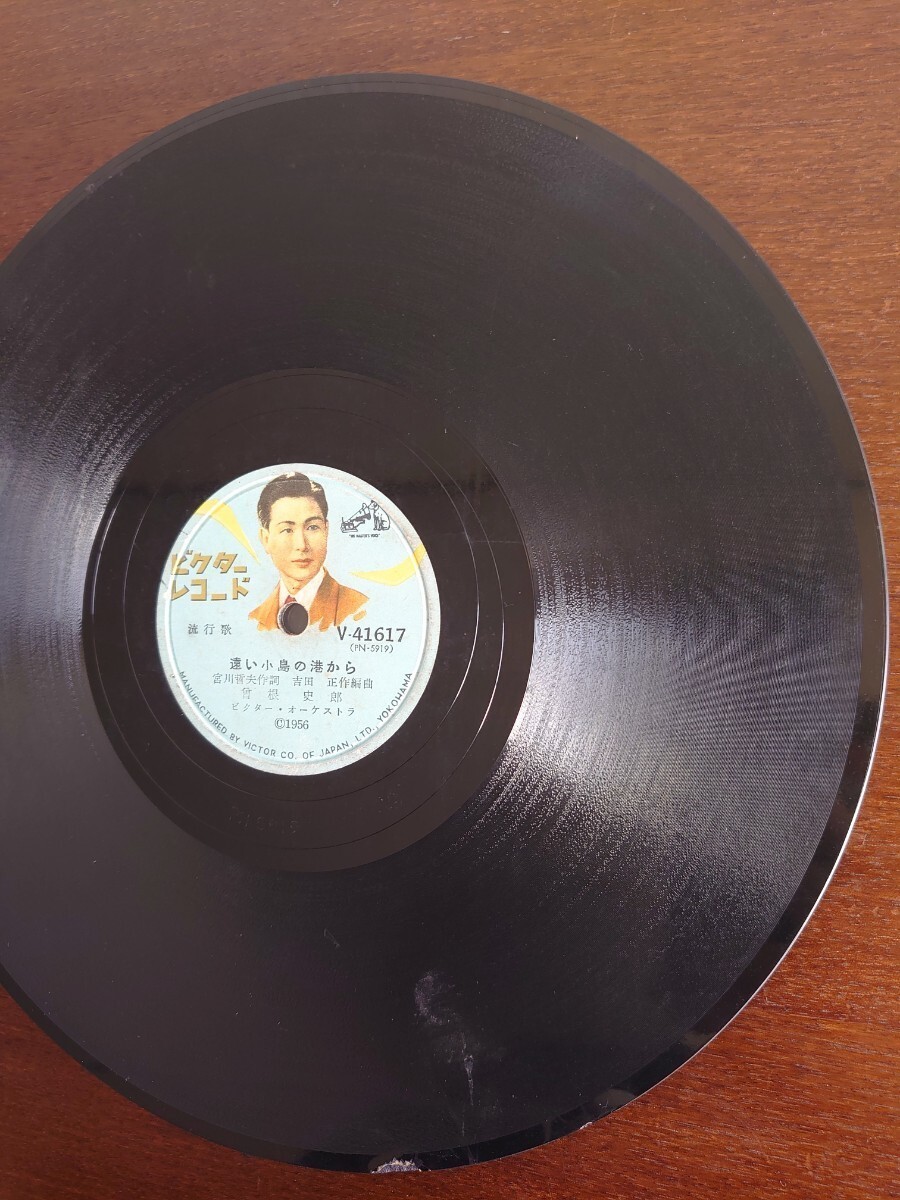 "HIS MASTER'S VOICE"
ビクター
レコード
流行歌
V-41617
(PN-5919)
遠い小島の港から
宮川哲夫作詞 吉田 正作編曲
曾根史郎
ビクター・オーケストラ
©1956
MANUFACTURED BY VICTOR CO. OF JAPAN, LTD., YOKOHAMA